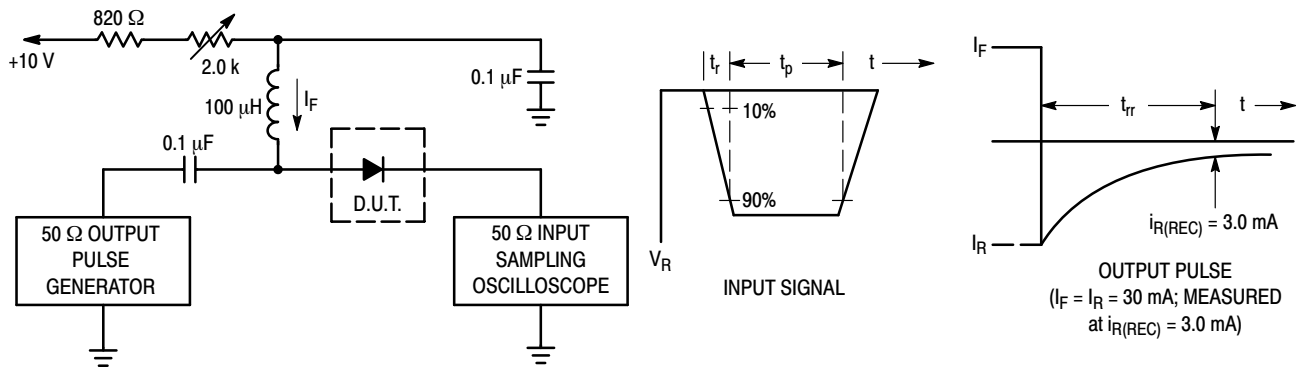 820 Ω
+10 V
2.0 k
100 μH
I_F
0.1 μF
0.1 μF
D.U.T.
50 Ω OUTPUT
PULSE
GENERATOR
50 Ω INPUT
SAMPLING
OSCILLOSCOPE
t_r
t_p
t
10%
90%
V_R
INPUT SIGNAL
I_F
t_rr
t
I_R
i_R(REC) = 3.0 mA
OUTPUT PULSE
(I_F = I_R = 30 mA; MEASURED
at i_R(REC) = 3.0 mA)